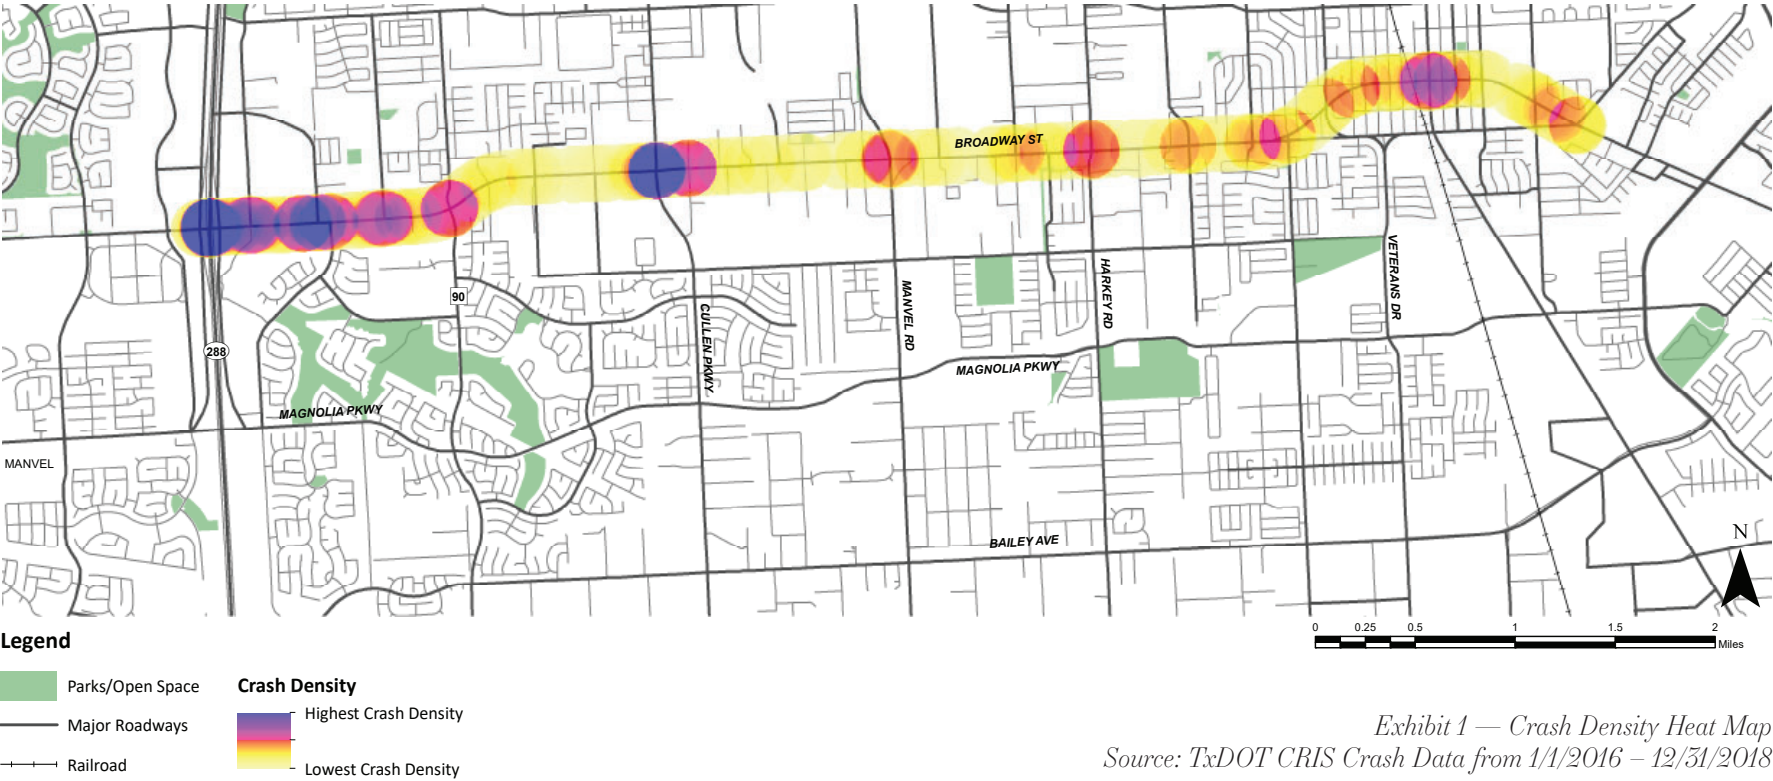 BROADWAY ST
VETERANS DR
HARKEY RD
MANVEL RD
90
CULLEN PKWY
288
MAGNOLIA PKWY
MAGNOLIA PKWY
MANVEL
BAILEY AVE
N
0 0.25 0.5 1 1.5 2
Miles
Legend
Parks/Open Space
Major Roadways
Railroad
Crash Density
Highest Crash Density
Lowest Crash Density
Exhibit 1 — Crash Density Heat Map
Source: TxDOT CRIS Crash Data from 1/1/2016 – 12/31/2018